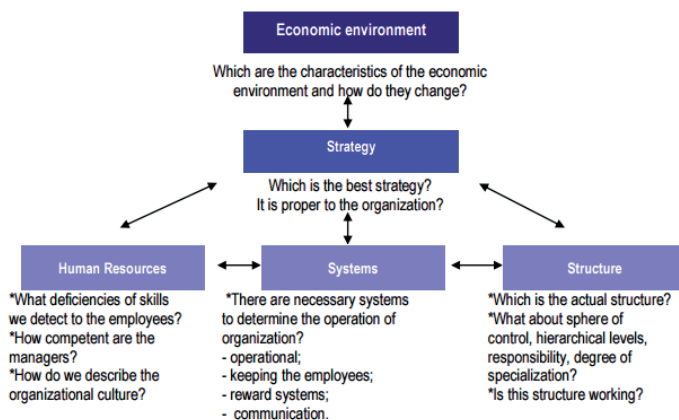 Economic environment
Which are the characteristics of the economic
environment and how do they change?
Strategy
Which is the best strategy?
It is proper to the organization?
Human Resources
*What deficiencies of skills
we detect to the employees?
*How competent are the
managers?
*How do we describe the
organizational culture?
Systems
*There are necessary systems
to determine the operation of
organization?
- operational;
- keeping the employees;
- reward systems;
- communication.
Structure
*Which is the actual structure?
*What about sphere of
control, hierarchical levels,
responsibility, degree of
specialization?
*Is this structure working?